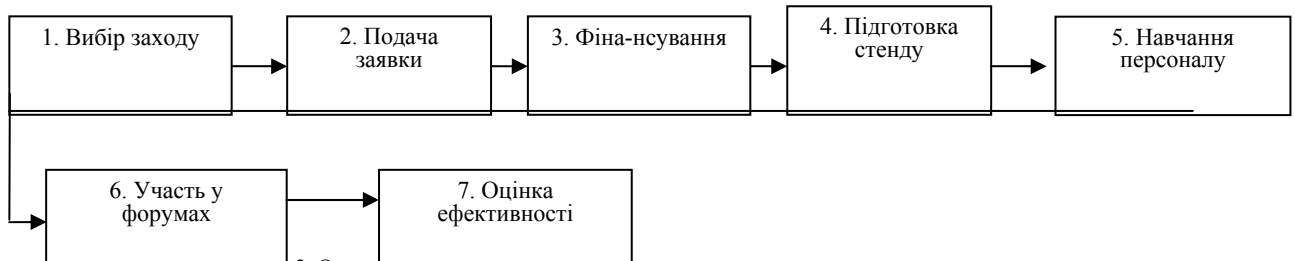 1. Вибір заходу
2. Подача
заявки
3. Фіна-нсування
4. Підготовка
стенду
5. Навчання
персоналу
6. Участь у
форумах
7. Оцінка
ефективності